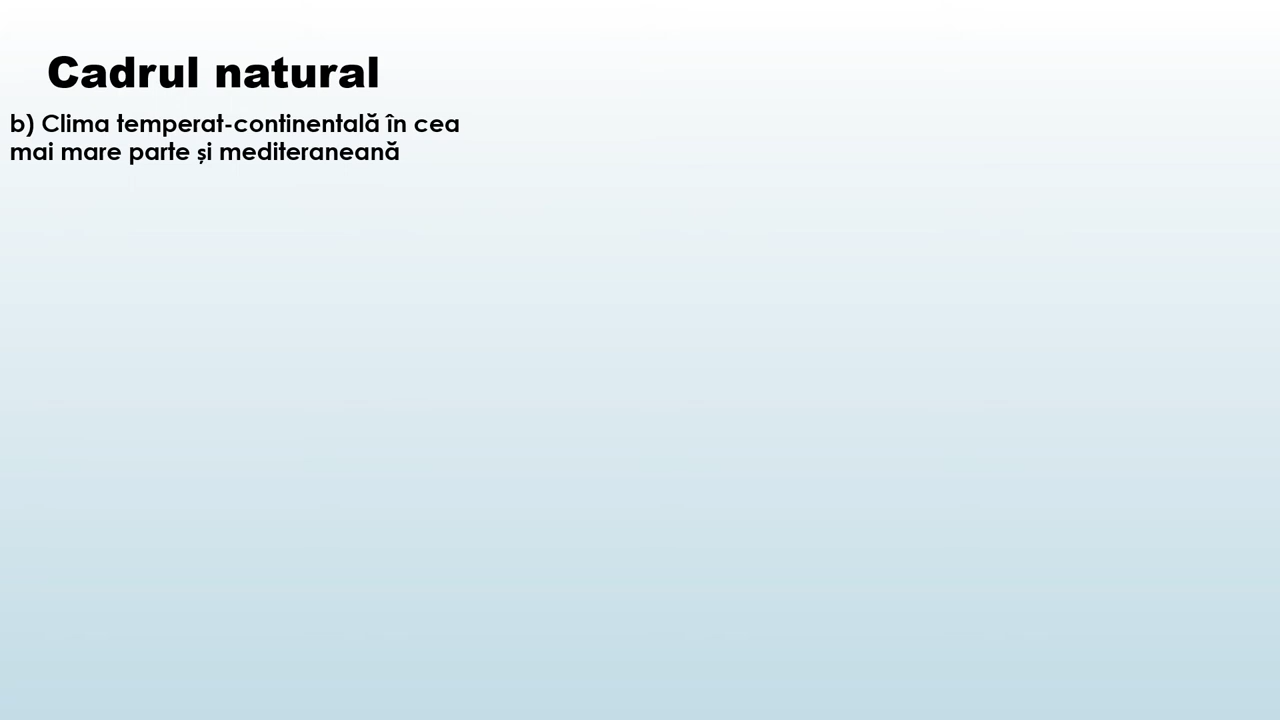 Cadrul natural
b) Clima temperat-continentală în cea
mai mare parte și mediteraneană